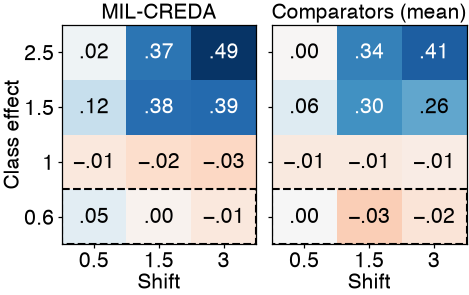 MIL-CREDA Comparators (mean)
Class effect
2.5 .02 .37 .49 .00 .34 .41
1.5 .12 .38 .39 .06 .30 .26
1 −.01 −.02 −.03 −.01 −.01 −.01
0.6 .05 .00 −.01 .00 −.03 −.02
0.5 1.5 3 0.5 1.5 3
Shift Shift